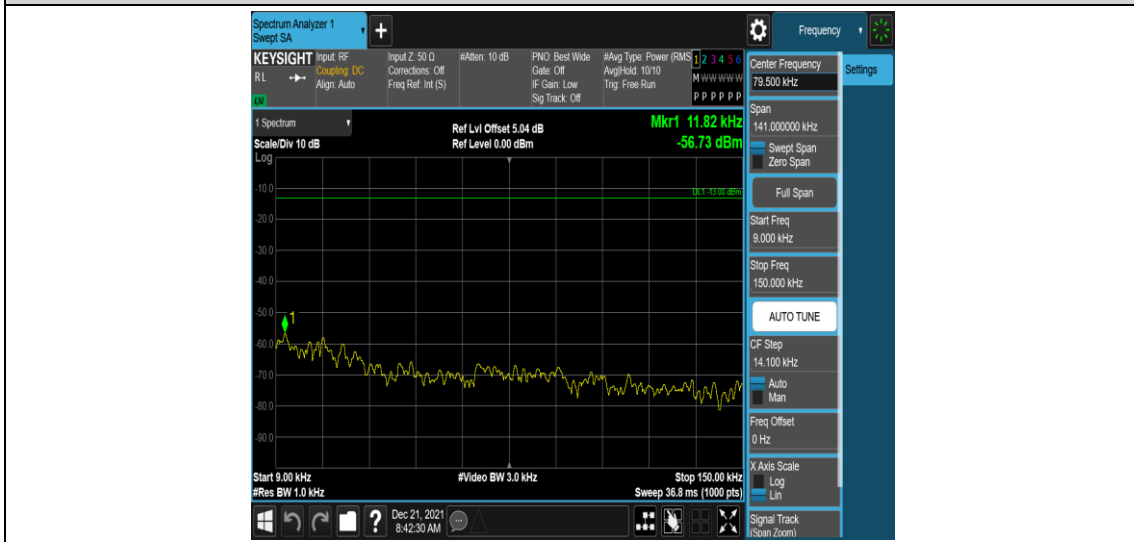 Spectrum Analyzer 1
Swept SA
+
Frequency
KEYSIGHT
RL
LXI
Input: RF
Coupling: DC
Align: Auto
Input Z: 50 Ω
Corrections: Off
Freq Ref: Int (S)
#Atten: 10 dB
PNO: Best Wide
Gate: Off
IF Gain: Low
Sig Track: Off
#Avg Type: Power (RMS
Avg|Hold: 10/10
Trig: Free Run
1 2 3 4 5 6
M W W W W W
P P P P P P
Center Frequency
79.500 kHz
Settings
Span
141.000000 kHz
Swept Span
Zero Span
Full Span
Start Freq
9.000 kHz
Stop Freq
150.000 kHz
AUTO TUNE
CF Step
14.100 kHz
Auto
Man
Freq Offset
0 Hz
X Axis Scale
Log
Lin
Signal Track
(Span Zoom)
1 Spectrum
Scale/Div 10 dB
Log
Ref Lvl Offset 5.04 dB
Ref Level 0.00 dBm
Mkr1 11.82 kHz
-56.73 dBm
DL1 -13.00 dBm
-10.0
-20.0
-30.0
-40.0
-50.0
1
-60.0
-70.0
-80.0
-90.0
Start 9.00 kHz
#Res BW 1.0 kHz
#Video BW 3.0 kHz
Stop 150.00 kHz
Sweep 36.8 ms (1000 pts)
?
Dec 21, 2021
8:42:30 AM